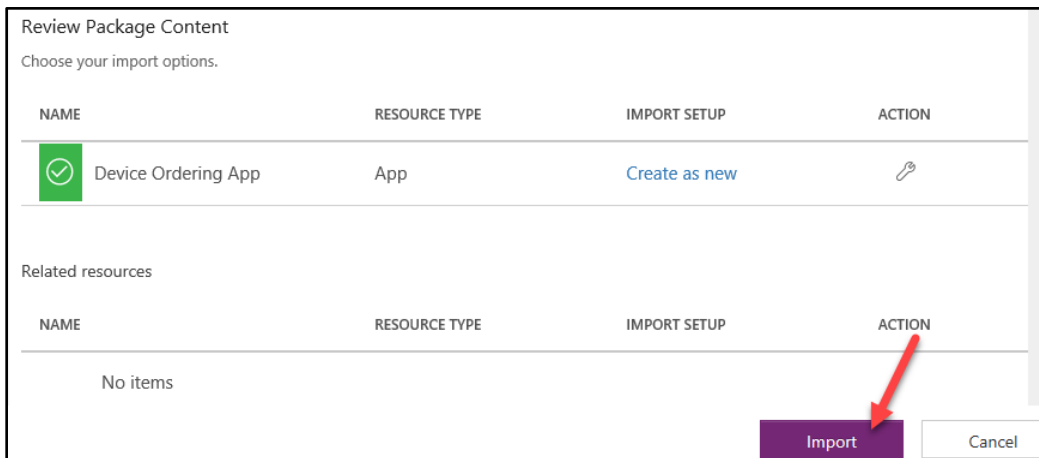 Review Package Content
Choose your import options.
NAME RESOURCE TYPE IMPORT SETUP ACTION
Device Ordering App App Create as new
Related resources
NAME RESOURCE TYPE IMPORT SETUP ACTION
No items
Import Cancel